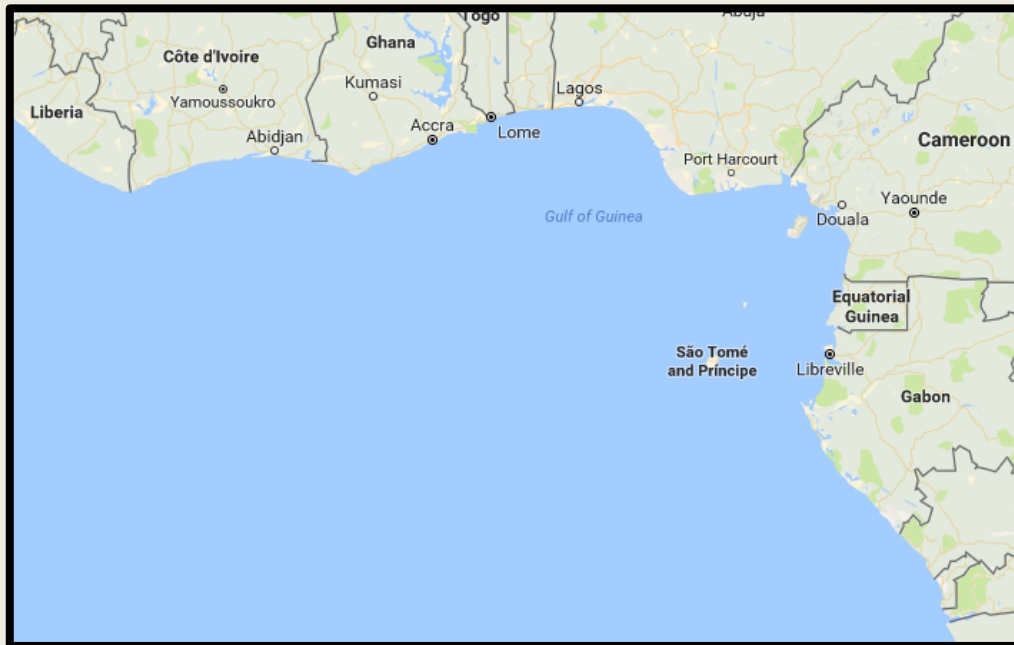 Togo
Abuja
Ghana
Côte d'Ivoire
Kumasi
Lagos
Yamoussoukro
Liberia
Accra
Lome
Abidjan
Cameroon
Port Harcourt
Yaounde
Douala
Gulf of Guinea
Equatorial
Guinea
São Tomé
and Príncipe
Libreville
Gabon